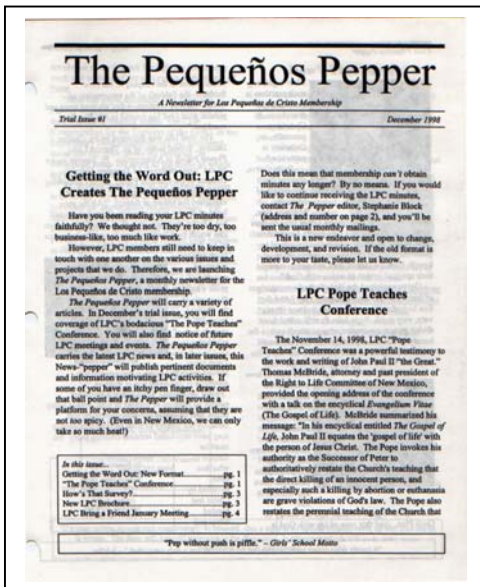 The Pequeños Pepper
A Newsletter for Los Pequeños de Cristo Membership
Trial Issue #1
December 1998
Getting the Word Out: LPC
Creates The Pequeños Pepper
Have you been reading your LPC minutes
faithfully? We thought not. They're too dry, too
business-like, too much like work.
However, LPC members still need to keep in
touch with one another on the various issues and
projects that we do. Therefore, we are launching
The Pequeños Pepper, a monthly newsletter for the
Los Pequeños de Cristo membership.
The Pequeños Pepper will carry a variety of
articles. In December's trial issue, you will find
coverage of LPC's bodacious "The Pope Teaches"
Conference. You will also find notice of future
LPC meetings and events. The Pequeños Pepper
carries the latest LPC news and, in later issues, this
News-"pepper" will publish pertinent documents
and information motivating LPC activities. If
some of you have an itchy pen finger, draw out
that ball point and The Pepper will provide a
platform for your concerns, assuming that they are
not too spicy. (Even in New Mexico, we can only
take so much heat!)
In this issue...
Getting the Word Out: New Format pg. 1
"The Pope Teaches" Conference pg. 1
How's That Survey? pg. 3
New LPC Brochure pg. 3
LPC Bring a Friend January Meeting pg. 4
Does this mean that membership can't obtain
minutes any longer? By no means. If you would
like to continue receiving the LPC minutes,
contact The Pepper editor, Stephanie Block
(address and number on page 2), and you'll be
sent the usual monthly mailings.
This is a new endeavor and open to change,
development, and revision. If the old format is
more to your taste, please let us know.
LPC Pope Teaches
Conference
The November 14, 1998, LPC "Pope
Teaches" Conference was a powerful testimony to
the work and writing of John Paul II "the Great."
Thomas McBride, attorney and past president of
the Right to Life Committee of New Mexico,
provided the opening address of the conference
with a talk on the encyclical Evangelium Vitae
(The Gospel of Life). McBride summarized his
message: "In his encyclical entitled The Gospel of
Life, John Paul II equates the 'gospel of life' with
the person of Jesus Christ. The Pope invokes his
authority as the Successor of Peter to
authoritatively restate the Church's teaching that
the direct killing of an innocent person, and
especially such a killing by abortion or euthanasia
are grave violations of God's law. The Pope also
restates the perennial teaching of the Church that
"Pep without push is piffle." – Girls' School Motto